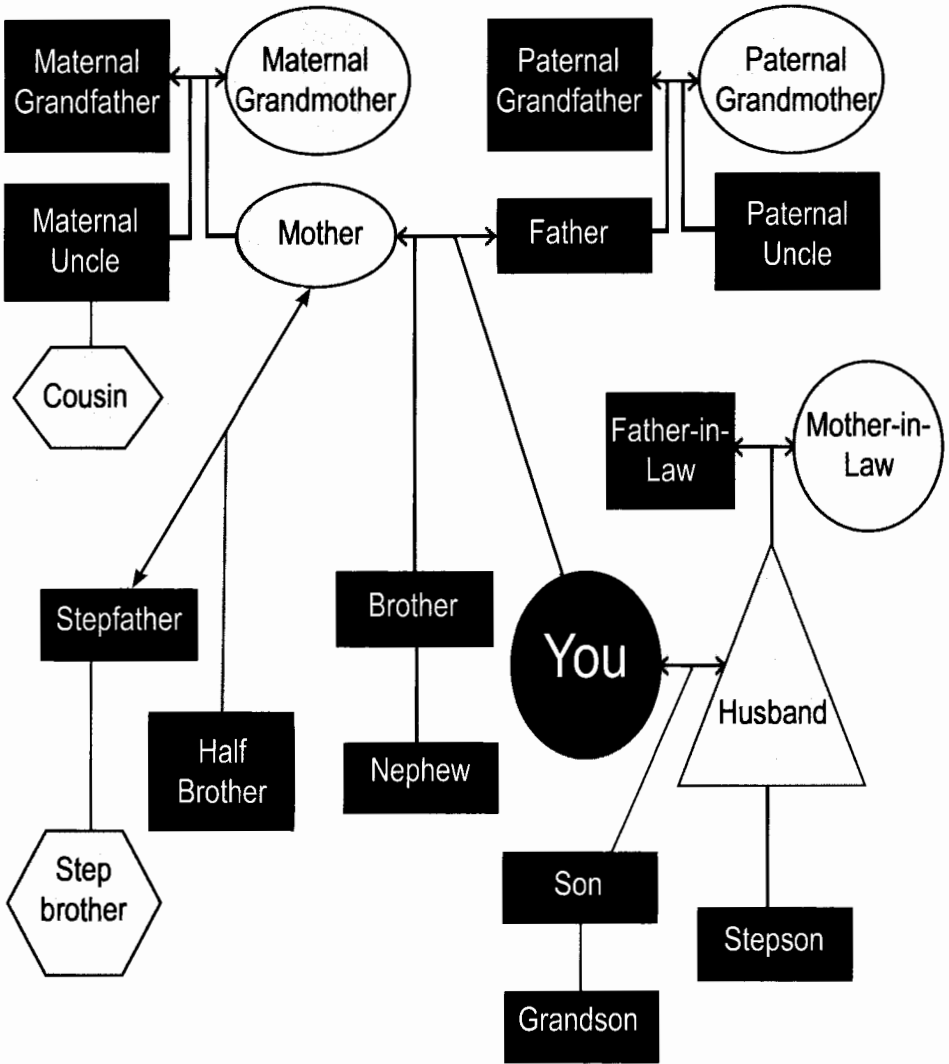 Maternal
Grandfather
Maternal
Grandmother
Paternal
Grandfather
Paternal
Grandmother
Maternal
Uncle
Mother
Father
Paternal
Uncle
Cousin
Father-in-
Law
Mother-in-
Law
Stepfather
Brother
You
Husband
Half
Brother
Nephew
Step
brother
Son
Stepson
Grandson